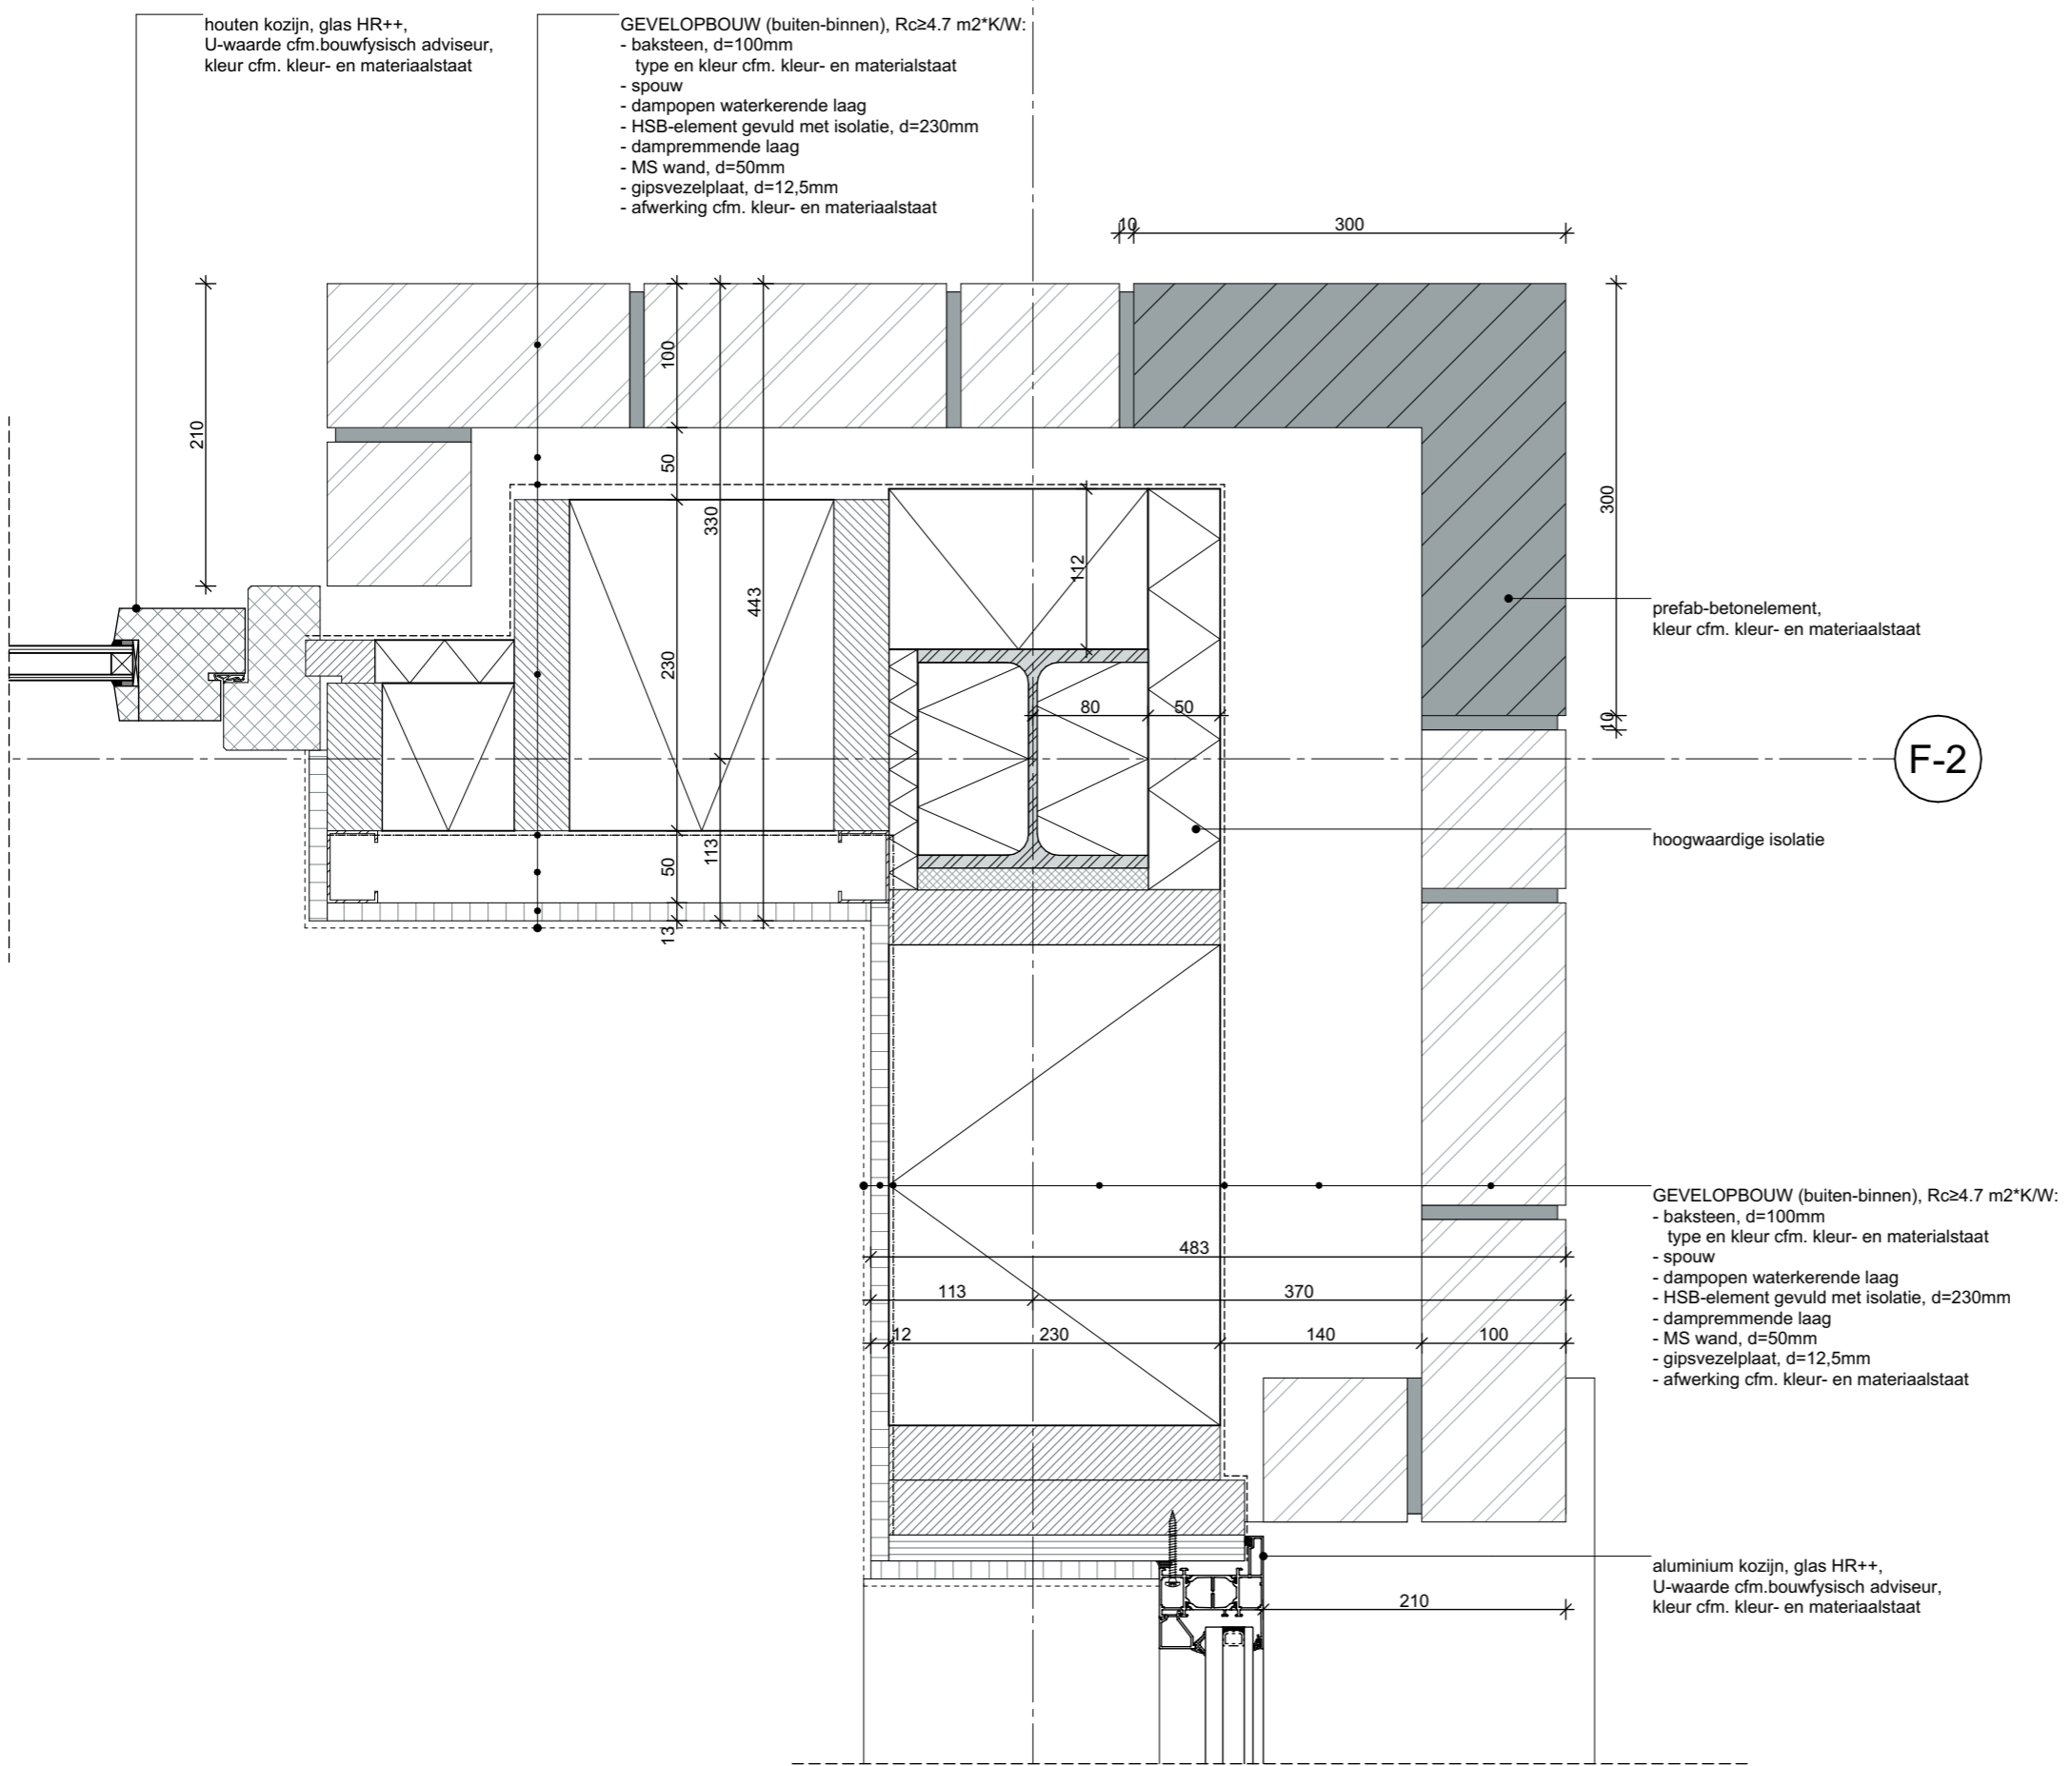 houten kozijn, glas HR++,
U-waarde cfm.bouwfysisch adviseur,
kleur cfm. kleur- en materiaalstaat
GEVELOPBOUW (buiten-binnen), Rc≥4.7 m2*K/W:
- baksteen, d=100mm
type en kleur cfm. kleur- en materialstaat
- spouw
- dampopen waterkerende laag
- HSB-element gevuld met isolatie, d=230mm
- dampremmende laag
- MS wand, d=50mm
- gipsvezelplaat, d=12,5mm
- afwerking cfm. kleur- en materiaalstaat
10
300
210
100
50
330
443
230
112
300
80
50
10
50
113
13
F-2
prefab-betonelement,
kleur cfm. kleur- en materiaalstaat
hoogwaardige isolatie
GEVELOPBOUW (buiten-binnen), Rc≥4.7 m2*K/W:
- baksteen, d=100mm
type en kleur cfm. kleur- en materialstaat
- spouw
- dampopen waterkerende laag
- HSB-element gevuld met isolatie, d=230mm
- dampremmende laag
- MS wand, d=50mm
- gipsvezelplaat, d=12,5mm
- afwerking cfm. kleur- en materiaalstaat
483
113
370
12
230
140
100
aluminium kozijn, glas HR++,
U-waarde cfm.bouwfysisch adviseur,
kleur cfm. kleur- en materiaalstaat
210